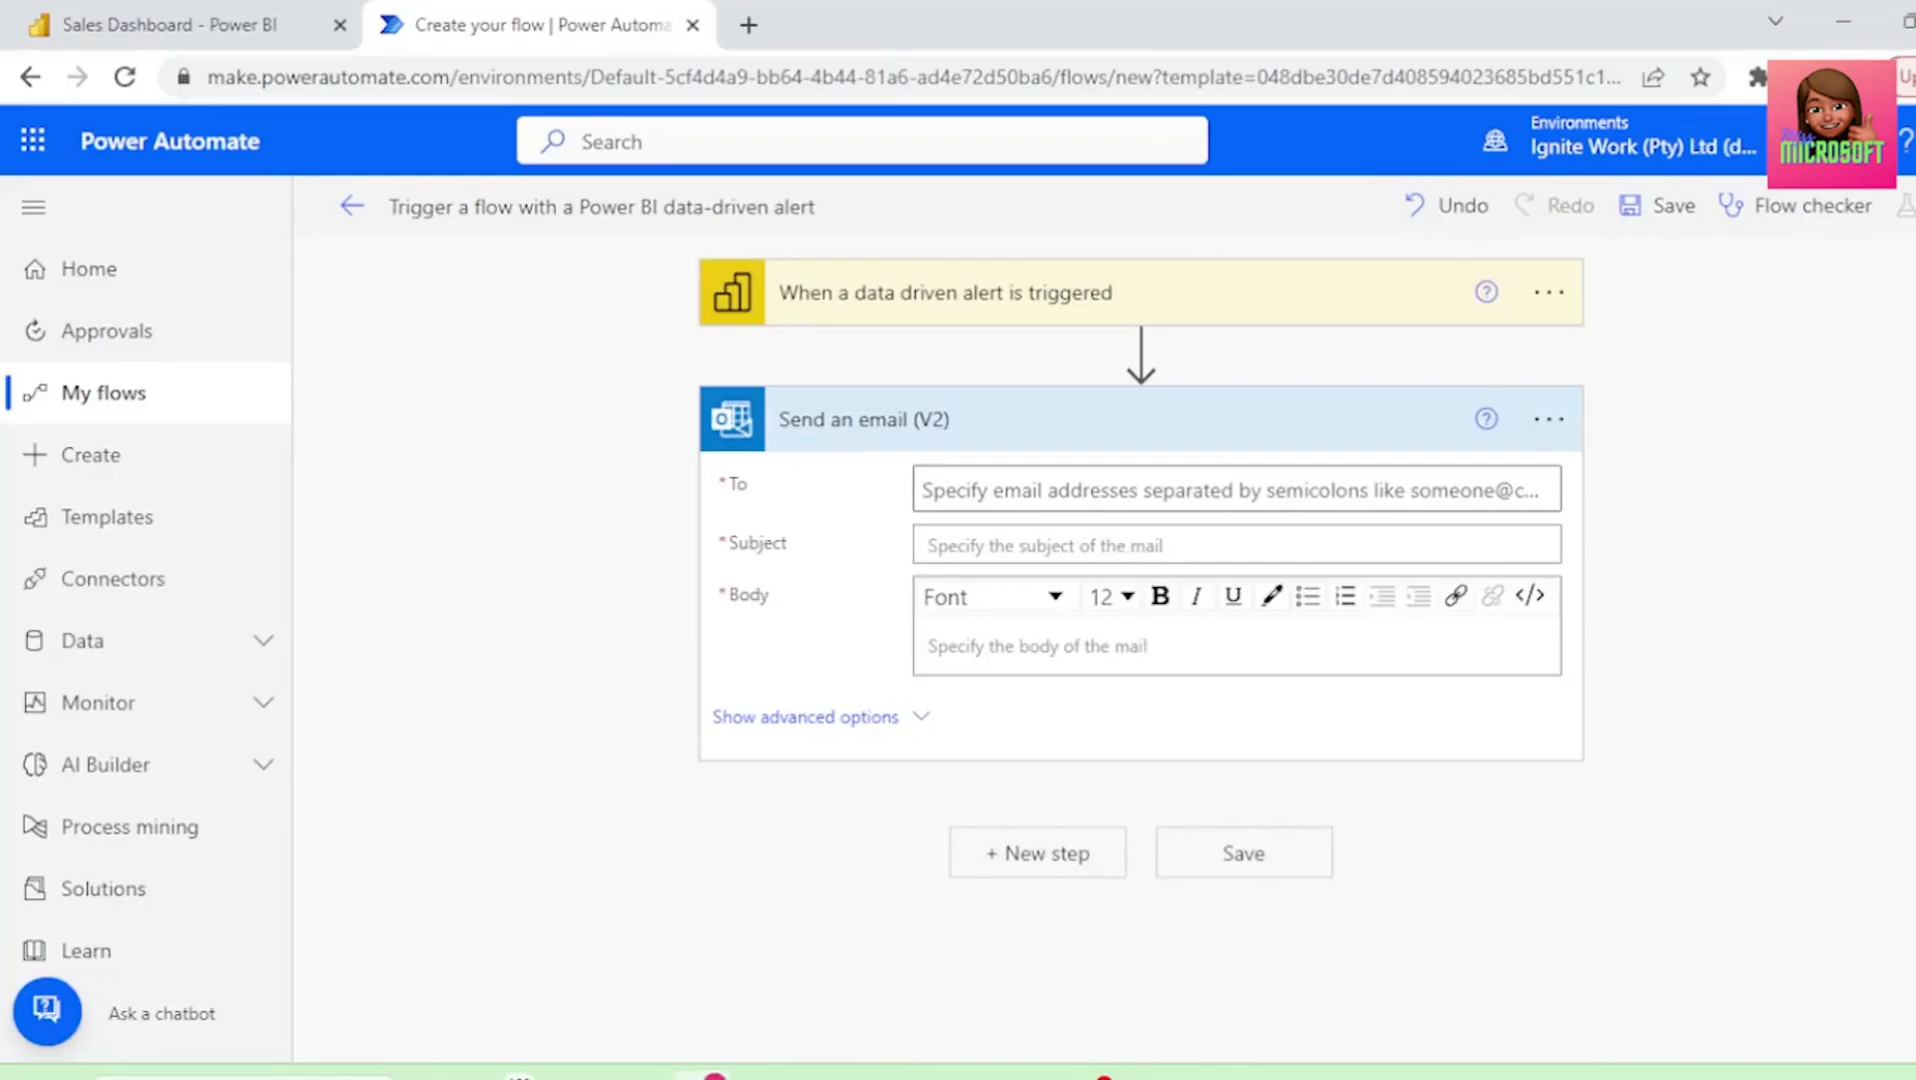 Sales Dashboard - Power BI
Create your flow | Power Automa
make.powerautomate.com/environments/Default-5cf4d4a9-bb64-4b44-81a6-ad4e72d50ba6/flows/new?template=048dbe30de7d408594023685bd551c1...
Up
Power Automate
Search
Environments
Ignite Work (Pty) Ltd (d...
MICROSOFT
?
Trigger a flow with a Power BI data-driven alert
Undo
Redo
Save
Flow checker
Home
Approvals
My flows
Create
Templates
Connectors
Data
Monitor
AI Builder
Process mining
Solutions
Learn
Ask a chatbot
When a data driven alert is triggered
Send an email (V2)
* To
Specify email addresses separated by semicolons like someone@c...
* Subject
Specify the subject of the mail
* Body
Font 12 B I U </>
Specify the body of the mail
Show advanced options
+ New step
Save